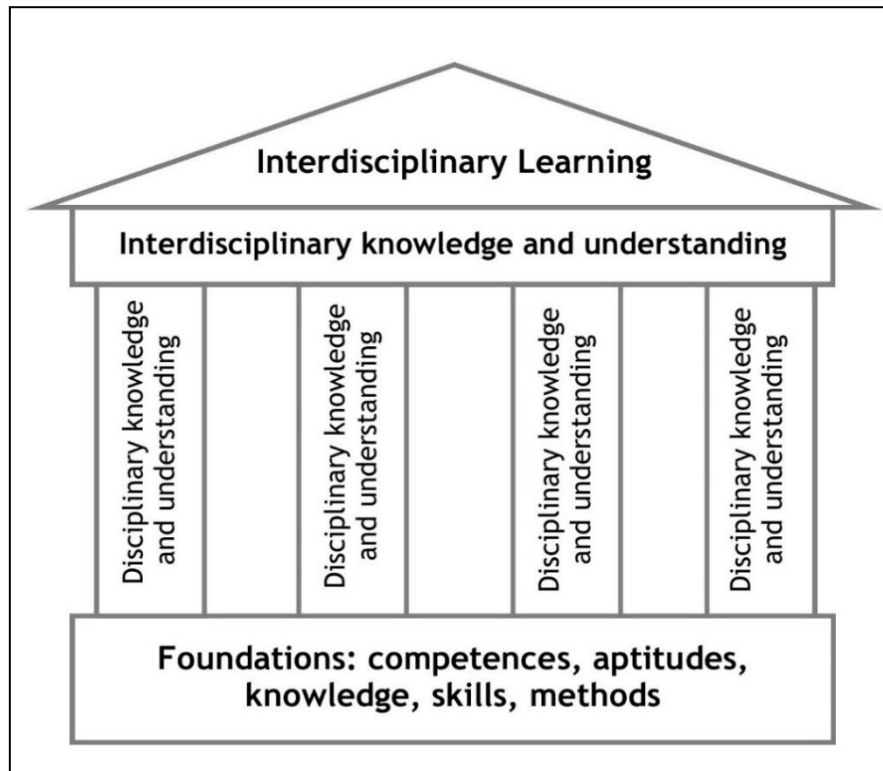 Interdisciplinary Learning
Interdisciplinary knowledge and understanding
Disciplinary knowledge
and understanding
Disciplinary knowledge
and understanding
Disciplinary knowledge
and understanding
Disciplinary knowledge
and understanding
Foundations: competences, aptitudes,
knowledge, skills, methods